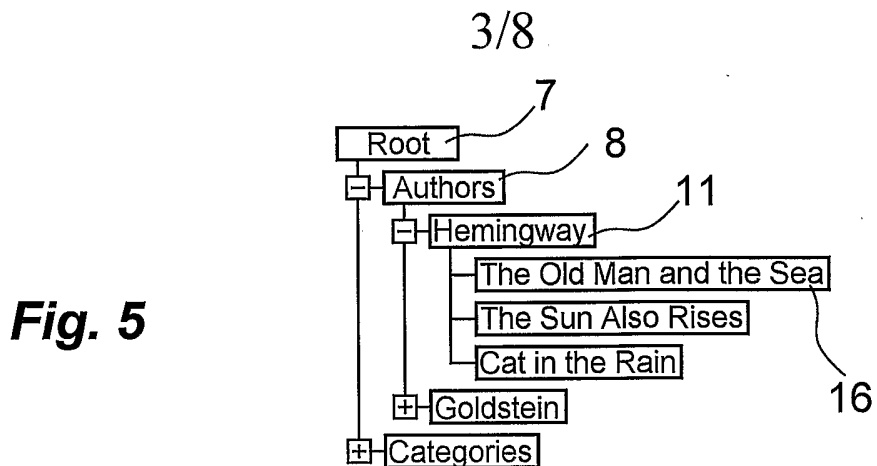 3/8
7
Root
8
− Authors
11
− Hemingway
The Old Man and the Sea
Fig. 5
The Sun Also Rises
Cat in the Rain
16
+ Goldstein
+ Categories